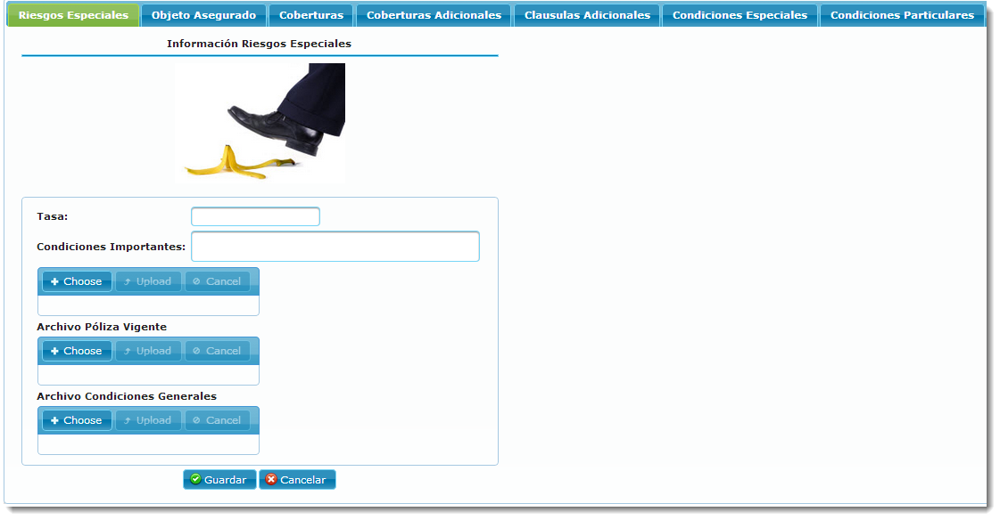 Riesgos Especiales Objeto Asegurado Coberturas Coberturas Adicionales Clausulas Adicionales Condiciones Especiales Condiciones Particulares
Información Riesgos Especiales
Tasa:
Condiciones Importantes:
Choose Upload Cancel
Archivo Póliza Vigente
Choose Upload Cancel
Archivo Condiciones Generales
Choose Upload Cancel
Guardar Cancelar